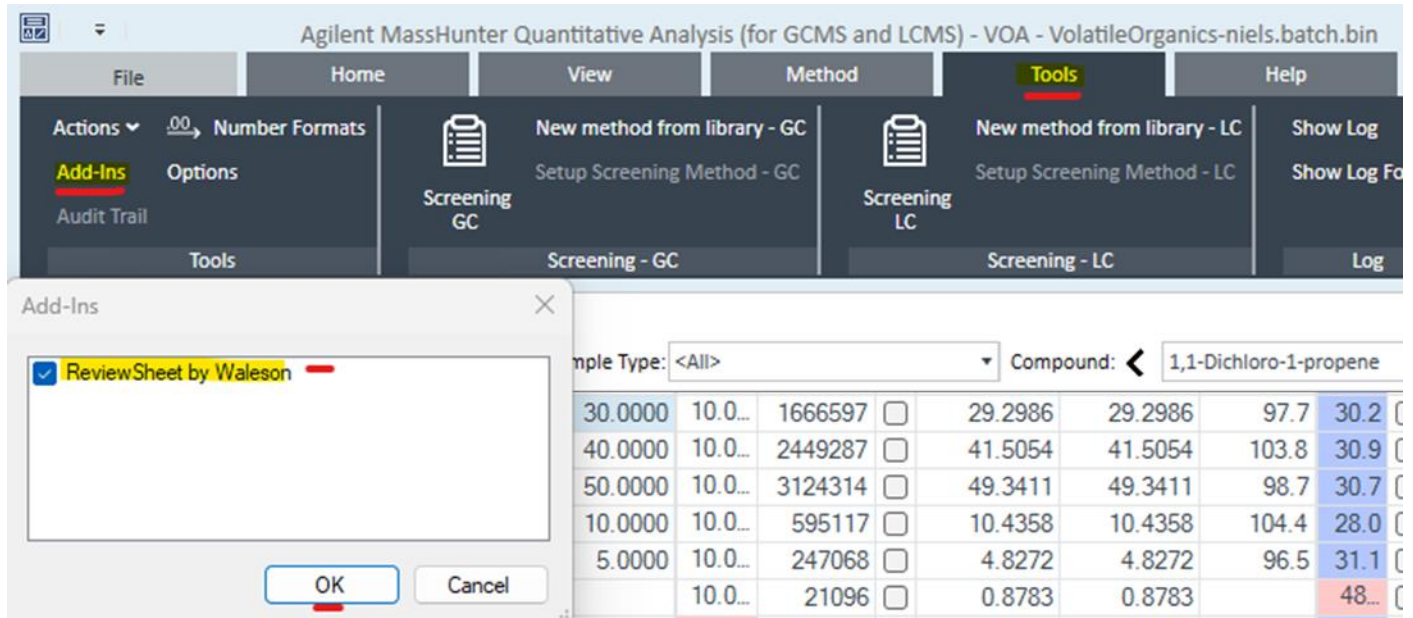 Agilent MassHunter Quantitative Analysis (for GCMS and LCMS) - VOA - VolatileOrganics-niels.batch.bin
File Home View Method Tools Help
Actions .00 Number Formats New method from library - GC New method from library - LC Show Log
Add-Ins Options Setup Screening Method - GC Setup Screening Method - LC Show Log Fo
Audit Trail Screening GC Screening LC
Tools Screening - GC Screening - LC Log
Add-Ins
ReviewSheet by Waleson
OK Cancel
mple Type: <All> Compound: 1,1-Dichloro-1-propene
30.0000 10.0... 1666597 29.2986 29.2986 97.7 30.2
40.0000 10.0... 2449287 41.5054 41.5054 103.8 30.9
50.0000 10.0... 3124314 49.3411 49.3411 98.7 30.7
10.0000 10.0... 595117 10.4358 10.4358 104.4 28.0
5.0000 10.0... 247068 4.8272 4.8272 96.5 31.1
10.0... 21096 0.8783 0.8783 48...